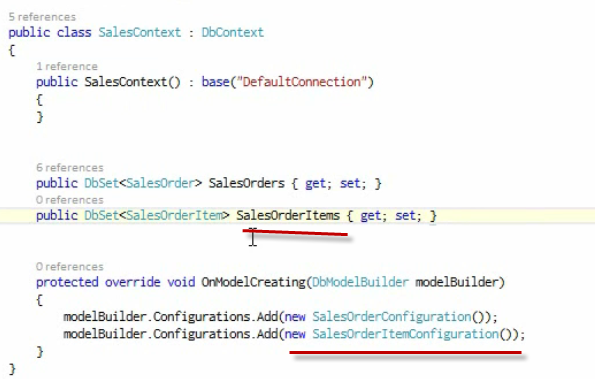 5 references
public class SalesContext : DbContext
{
1 reference
public SalesContext() : base("DefaultConnection")
{
}
6 references
public DbSet<SalesOrder> SalesOrders { get; set; }
0 references
public DbSet<SalesOrderItem> SalesOrderItems { get; set; }
0 references
protected override void OnModelCreating(DbModelBuilder modelBuilder)
{
modelBuilder.Configurations.Add(new SalesOrderConfiguration());
modelBuilder.Configurations.Add(new SalesOrderItemConfiguration());
}
}